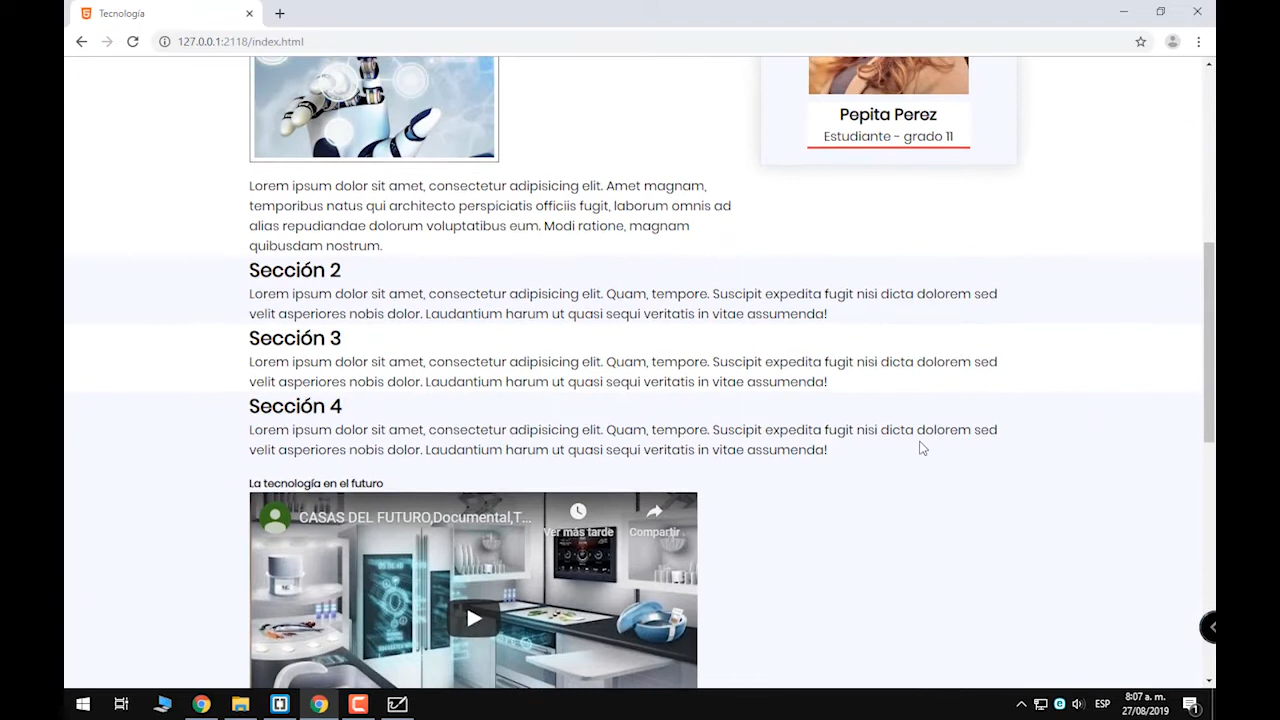 Tecnología
127.0.0.1:2118/index.html
Pepita Perez
Estudiante - grado 11
Lorem ipsum dolor sit amet, consectetur adipisicing elit. Amet magnam,
temporibus natus qui architecto perspiciatis officiis fugit, laborum omnis ad
alias repudiandae dolorum voluptatibus eum. Modi ratione, magnam
quibusdam nostrum.
Sección 2
Lorem ipsum dolor sit amet, consectetur adipisicing elit. Quam, tempore. Suscipit expedita fugit nisi dicta dolorem sed
velit asperiores nobis dolor. Laudantium harum ut quasi sequi veritatis in vitae assumenda!
Sección 3
Lorem ipsum dolor sit amet, consectetur adipisicing elit. Quam, tempore. Suscipit expedita fugit nisi dicta dolorem sed
velit asperiores nobis dolor. Laudantium harum ut quasi sequi veritatis in vitae assumenda!
Sección 4
Lorem ipsum dolor sit amet, consectetur adipisicing elit. Quam, tempore. Suscipit expedita fugit nisi dicta dolorem sed
velit asperiores nobis dolor. Laudantium harum ut quasi sequi veritatis in vitae assumenda!
La tecnología en el futuro
CASAS DEL FUTURO,Documental,T...
Ver más tarde
Compartir
ESP
8:07 a. m.
27/08/2019
1